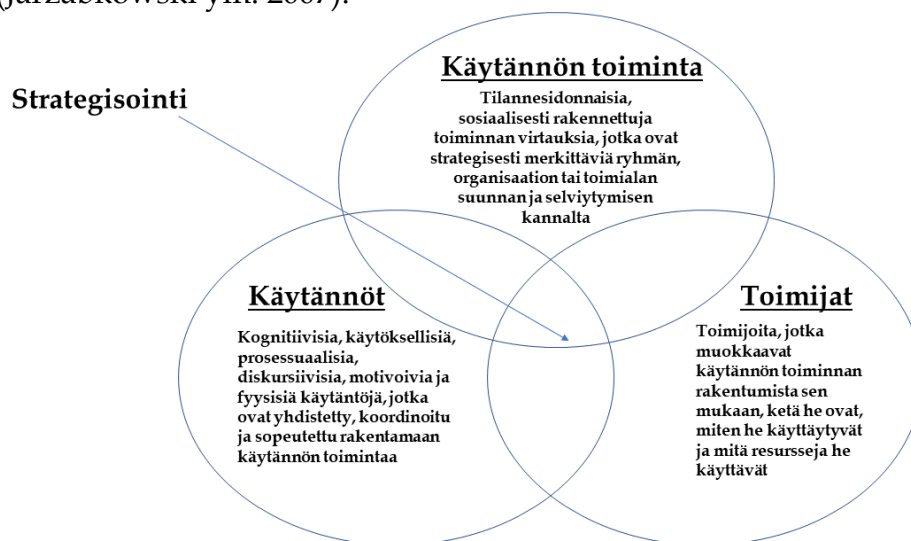 (Jarzabkowski ym. 2007).
Käytännön toiminta
Tilannesidonnaisia,
sosiaalisesti rakennettuja
toiminnan virtauksia, jotka ovat
strategisesti merkittäviä ryhmän,
organisaation tai toimialan
suunnan ja selviytymisen
kannalta
Strategisointi
Käytännöt
Kognitiivisia, käytöksellisiä,
prosessuaalisia,
diskursiivisia, motivoivia ja
fyysisiä käytäntöjä, jotka
ovat yhdistetty, koordinoitu
ja sopeutettu rakentamaan
käytännön toimintaa
Toimijat
Toimijoita, jotka
muokkaavat
käytännön toiminnan
rakentumista sen
mukaan, ketä he ovat,
miten he käyttäytyvät
ja mitä resursseja he
käyttävät